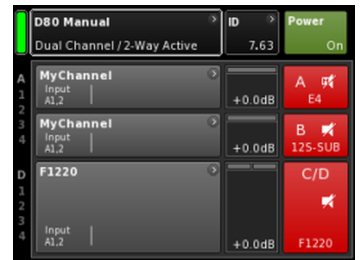 D80 Manual
Dual Channel / 2-Way Active
ID
7.63
Power
On
A
1
2
3
4
MyChannel
Input
A1,2
+0.0dB
A
E4
MyChannel
Input
A1,2
+0.0dB
B
12S-SUB
D
1
2
3
4
F1220
Input
A1,2
+0.0dB
C/D
F1220